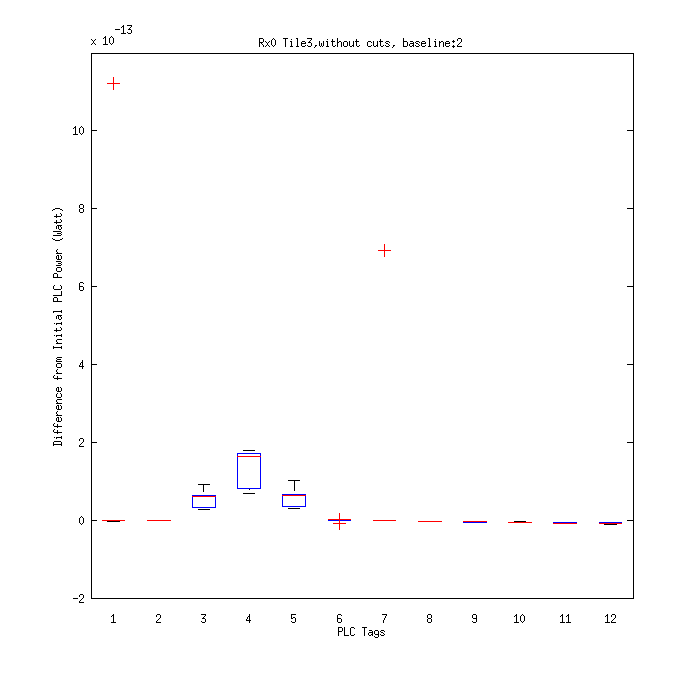 x 10-13
Rx0 Tile3,without cuts, baseline:2
10
8
6
4
2
0
-2
Difference from Initial PLC Power (Watt)
1 2 3 4 5 6 7 8 9 10 11 12
PLC Tags